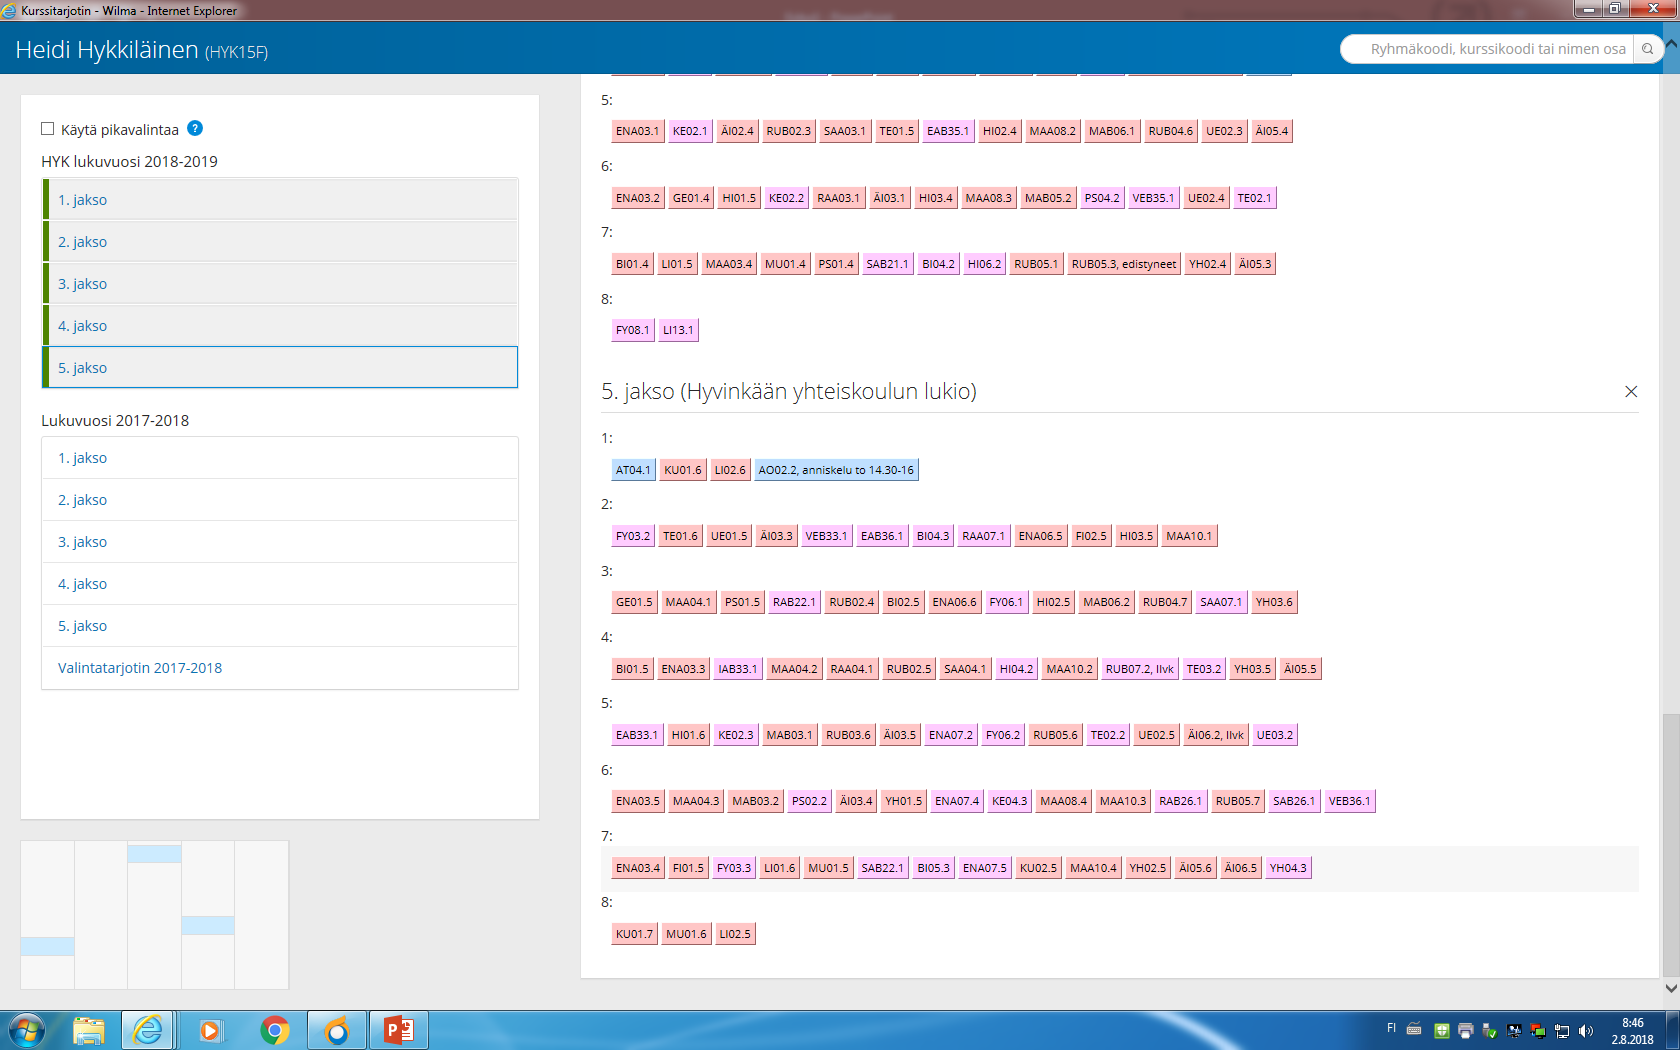 Kurssitarjotin - Wilma - Internet Explorer
Heidi Hykkiläinen (HYK15F)
Ryhmäkoodi, kurssikoodi tai nimen osa
Käytä pikavalintaa ?
HYK lukuvuosi 2018-2019
1. jakso
2. jakso
3. jakso
4. jakso
5. jakso
Lukuvuosi 2017-2018
1. jakso
2. jakso
3. jakso
4. jakso
5. jakso
Valintatarjotin 2017-2018
5:
ENA03.1 KE02.1 ÄI02.4 RUB02.3 SAA03.1 TE01.5 EAB35.1 HI02.4 MAA08.2 MAB06.1 RUB04.6 UE02.3 ÄI05.4
6:
ENA03.2 GE01.4 HI01.5 KE02.2 RAA03.1 ÄI03.1 HI03.4 MAA08.3 MAB05.2 PS04.2 VEB35.1 UE02.4 TE02.1
7:
BI01.4 LI01.5 MAA03.4 MU01.4 PS01.4 SAB21.1 BI04.2 HI06.2 RUB05.1 RUB05.3, edistyneet YH02.4 ÄI05.3
8:
FY08.1 LI13.1
5. jakso (Hyvinkään yhteiskoulun lukio)
1:
AT04.1 KU01.6 LI02.6 AO02.2, anniskelu to 14.30-16
2:
FY03.2 TE01.6 UE01.5 ÄI03.3 VEB33.1 EAB36.1 BI04.3 RAA07.1 ENA06.5 FI02.5 HI03.5 MAA10.1
3:
GE01.5 MAA04.1 PS01.5 RAB22.1 RUB02.4 BI02.5 ENA06.6 FY06.1 HI02.5 MAB06.2 RUB04.7 SAA07.1 YH03.6
4:
BI01.5 ENA03.3 IAB33.1 MAA04.2 RAA04.1 RUB02.5 SAA04.1 HI04.2 MAA10.2 RUB07.2, IIvk TE03.2 YH03.5 ÄI05.5
5:
EAB33.1 HI01.6 KE02.3 MAB03.1 RUB03.6 ÄI03.5 ENA07.2 FY06.2 RUB05.6 TE02.2 UE02.5 ÄI06.2, IIvk UE03.2
6:
ENA03.5 MAA04.3 MAB03.2 PS02.2 ÄI03.4 YH01.5 ENA07.4 KE04.3 MAA08.4 MAA10.3 RAB26.1 RUB05.7 SAB26.1 VEB36.1
7:
ENA03.4 FI01.5 FY03.3 LI01.6 MU01.5 SAB22.1 BI05.3 ENA07.5 KU02.5 MAA10.4 YH02.5 ÄI05.6 ÄI06.5 YH04.3
8:
KU01.7 MU01.6 LI02.5
FI
8:46
2.8.2018